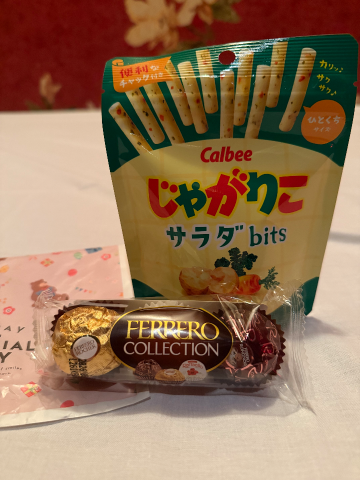 便利な
チャック付き
カリッ♪
サク
サク♪
ひとくち
サイズ
Calbee
じゃがりこ
サラダbits
FERRERO
COLLECTION
AY
IAL
Y